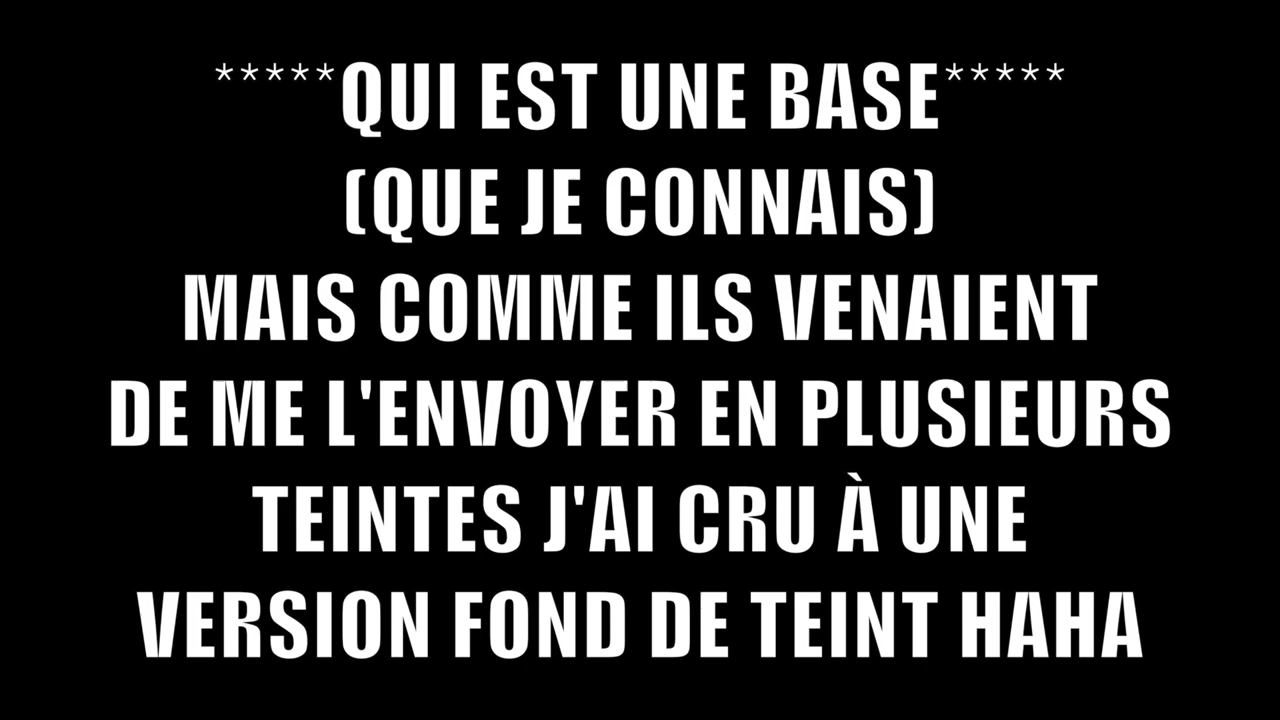 *****QUI EST UNE BASE*****
(QUE JE CONNAIS)
MAIS COMME ILS VENAIENT
DE ME L'ENVOYER EN PLUSIEURS
TEINTES J'AI CRU À UNE
VERSION FOND DE TEINT HAHA